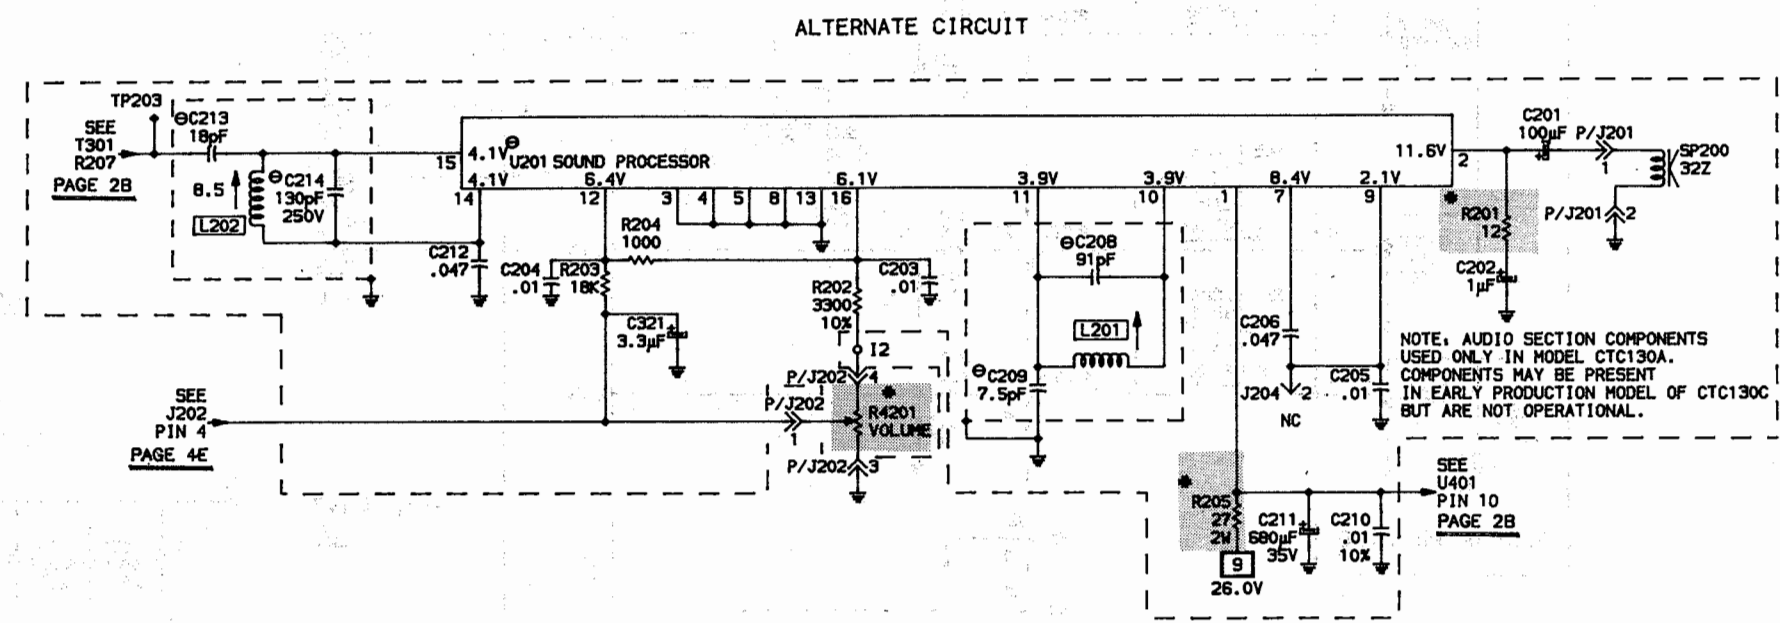 ALTERNATE CIRCUIT
TP203
SEE
T301
R207
PAGE 2B
⊖C213
18pF
8.5
L202
⊖C214
130pF
250V
15
4.1V
⊖
U201 SOUND PROCESSOR
11.6V
2
4.1V
14
6.4V
12
3
4
5
8
13
6.1V
16
3.9V
11
3.9V
10
1
8.4V
7
2.1V
9
C201
100µF
P/J201
1
SP200
32Z
P/J201
2
R201
12
C202
1µF
C212
.047
C204
.01
R203
18K
R204
1000
C203
.01
R202
3300
10%
C321
3.3µF
I2
P/J202
4
P/J202
1
R4201
VOLUME
P/J202
3
SEE
J202
PIN 4
PAGE 4E
⊖C208
91pF
L201
⊖C209
7.5pF
C206
.047
C205
.01
J204
2
NC
NOTE: AUDIO SECTION COMPONENTS
USED ONLY IN MODEL CTC130A.
COMPONENTS MAY BE PRESENT
IN EARLY PRODUCTION MODEL OF CTC130C
BUT ARE NOT OPERATIONAL.
R205
27
2W
9
26.0V
C211
680µF
35V
C210
.01
10%
SEE
U401
PIN 10
PAGE 2B